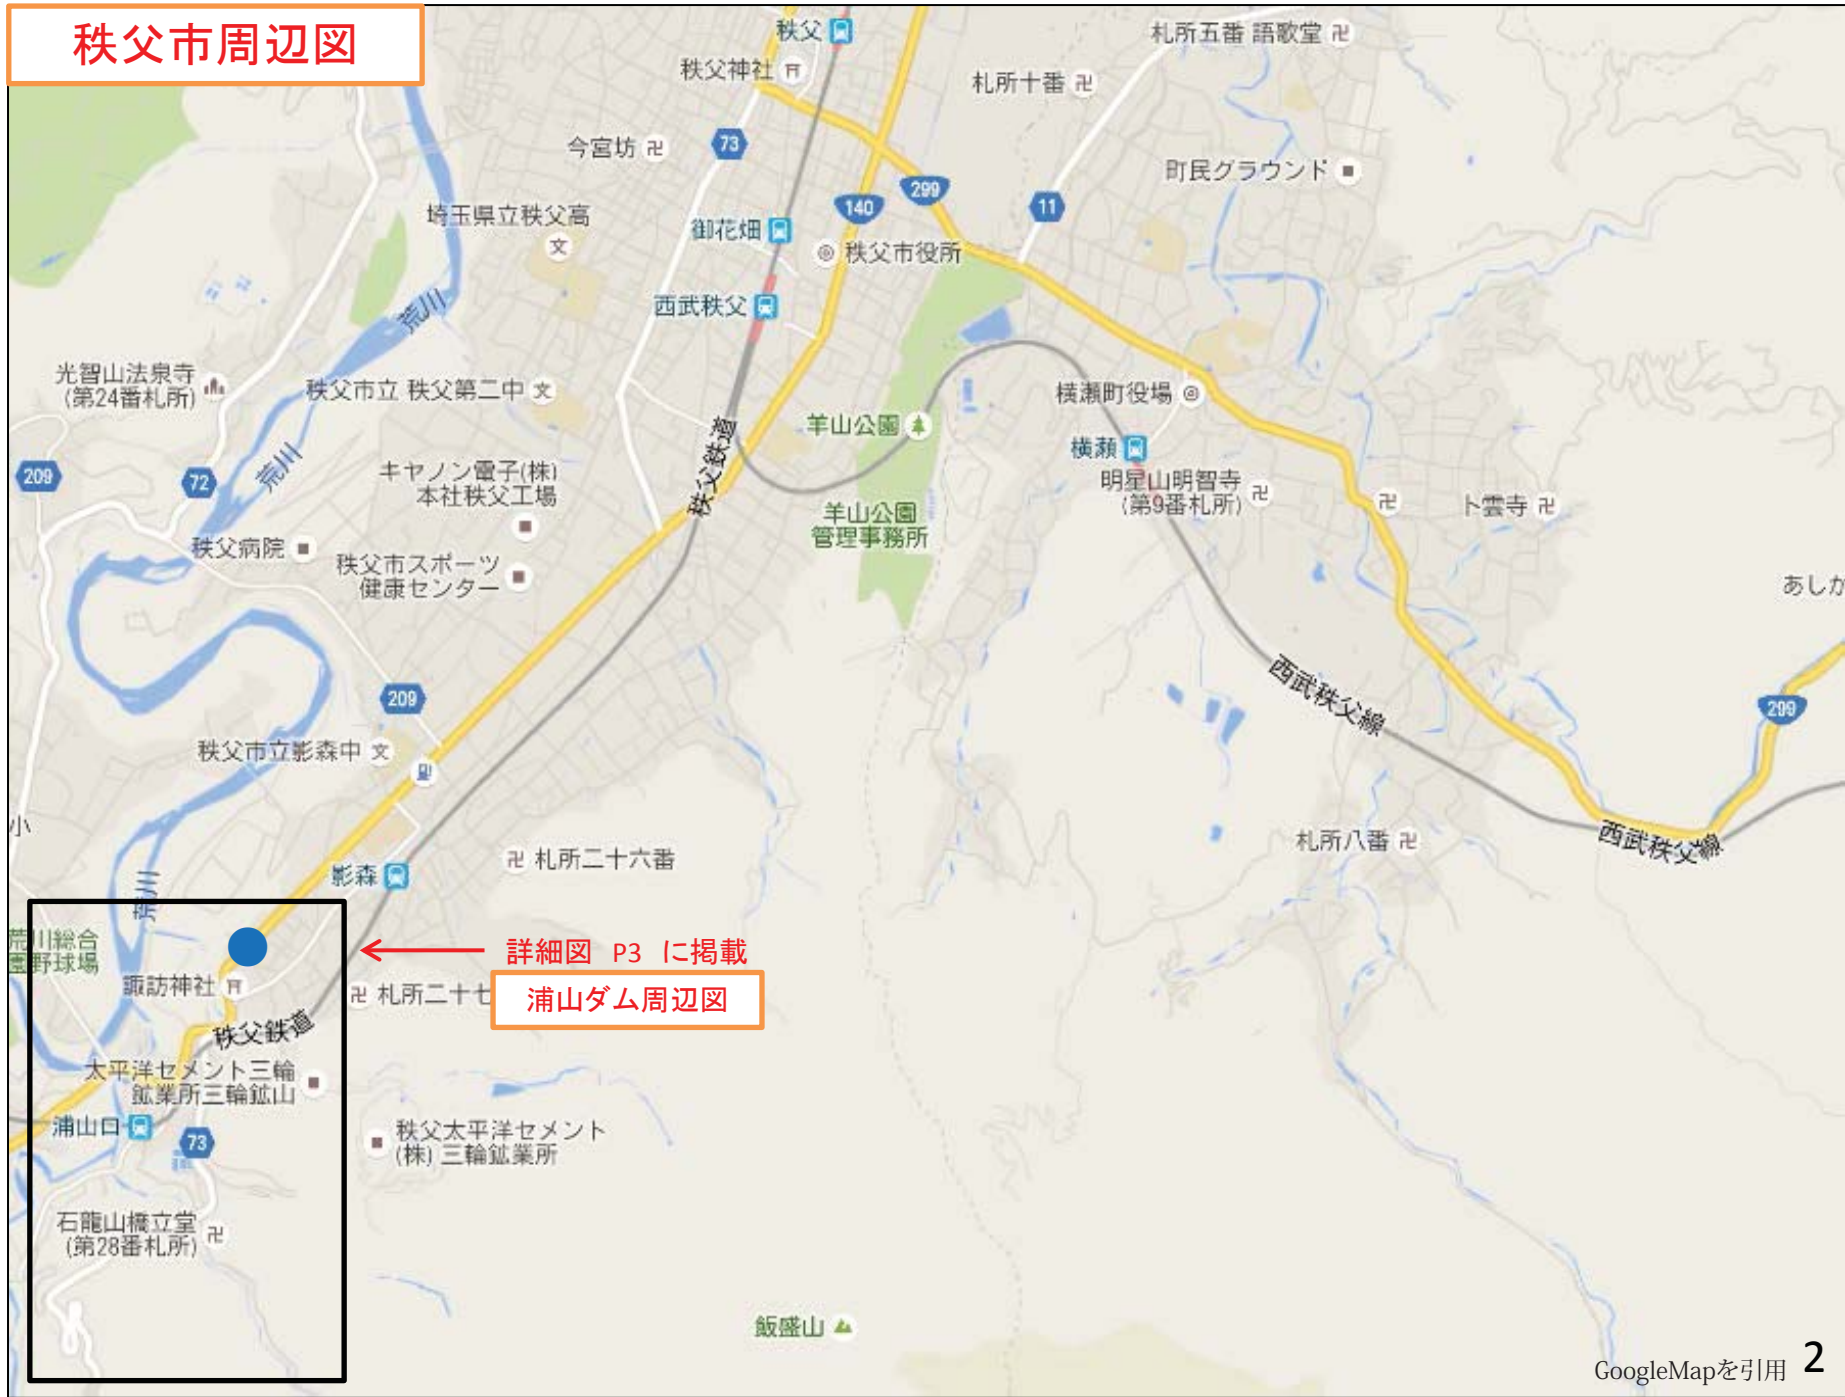 秩父市周辺図
秩父
札所五番 語歌堂
秩父神社
札所十番
今宮坊
73
町民グラウンド
299
140
11
埼玉県立秩父高
文
御花畑
秩父市役所
西武秩父
荒川
光智山法泉寺
(第24番札所)
秩父市立 秩父第二中
文
横瀬町役場
羊山公園
秩父鉄道
横瀬
209
72
荒川
キヤノン電子(株)
本社秩父工場
明星山明智寺
(第9番札所)
卜雲寺
羊山公園
管理事務所
秩父病院
秩父市スポーツ
健康センター
あしか
西武秩父線
209
299
秩父市立影森中
文
小
札所八番
西武秩父線
影森
札所二十六番
荒川
荒川総合
野球場
詳細図 P3 に掲載
諏訪神社
札所二十七
浦山ダム周辺図
秩父鉄道
太平洋セメント三輪
鉱業所三輪鉱山
浦山口
73
秩父太平洋セメント
(株) 三輪鉱業所
石龍山橋立堂
(第28番札所)
飯盛山
GoogleMapを引用
2